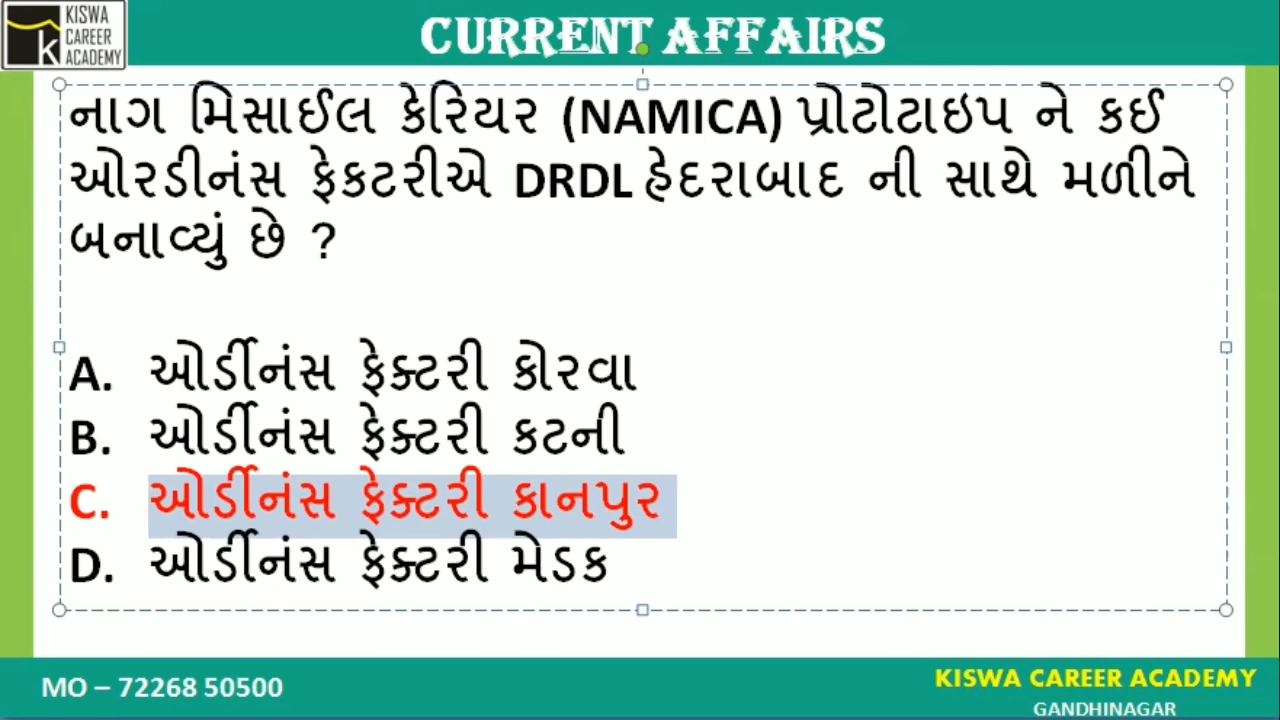 KISWA
CAREER
ACADEMY
CURRENT AFFAIRS
નાગ મિસાઈલ કેરિયર (NAMICA) પ્રોટોટાઇપ ને કઈ
ઓરડીનંસ ફેકટરીએ DRDL હેદરાબાદ ની સાથે મળીને
બનાવ્યું છે ?
A. ઓર્ડીનંસ ફેક્ટરી કોરવા
B. ઓર્ડીનંસ ફેક્ટરી કટની
C. ઓર્ડીનંસ ફેક્ટરી કાનપુર
D. ઓર્ડીનંસ ફેક્ટરી મેડક
MO – 72268 50500
KISWA CAREER ACADEMY
GANDHINAGAR